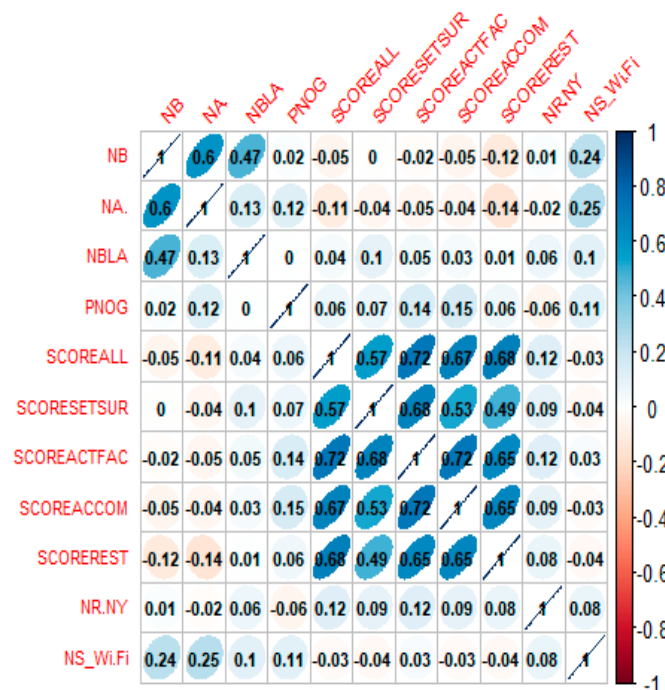 NB NA. NBLA PNOG SCOREALL SCORESETSUR SCOREACTFAC SCOREACCOM SCOREREST NR.NY NS_Wi.Fi
NB 1 0.6 0.47 0.02 -0.05 0 -0.02 -0.05 -0.12 0.01 0.24
NA. 0.6 1 0.13 0.12 -0.11 -0.04 -0.05 -0.04 -0.14 -0.02 0.25
NBLA 0.47 0.13 1 0 0.04 0.1 0.05 0.03 0.01 0.06 0.1
PNOG 0.02 0.12 0 1 0.06 0.07 0.14 0.15 0.06 -0.06 0.11
SCOREALL -0.05 -0.11 0.04 0.06 1 0.57 0.72 0.67 0.68 0.12 -0.03
SCORESETSUR 0 -0.04 0.1 0.07 0.57 1 0.68 0.53 0.49 0.09 -0.04
SCOREACTFAC -0.02 -0.05 0.05 0.14 0.72 0.68 1 0.72 0.65 0.12 0.03
SCOREACCOM -0.05 -0.04 0.03 0.15 0.67 0.53 0.72 1 0.65 0.09 -0.03
SCOREREST -0.12 -0.14 0.01 0.06 0.68 0.49 0.65 0.65 1 0.08 -0.04
NR.NY 0.01 -0.02 0.06 -0.06 0.12 0.09 0.12 0.09 0.08 1 0.08
NS_Wi.Fi 0.24 0.25 0.1 0.11 -0.03 -0.04 0.03 -0.03 -0.04 0.08 1
1
0.8
0.6
0.4
0.2
0
-0.2
-0.4
-0.6
-0.8
-1